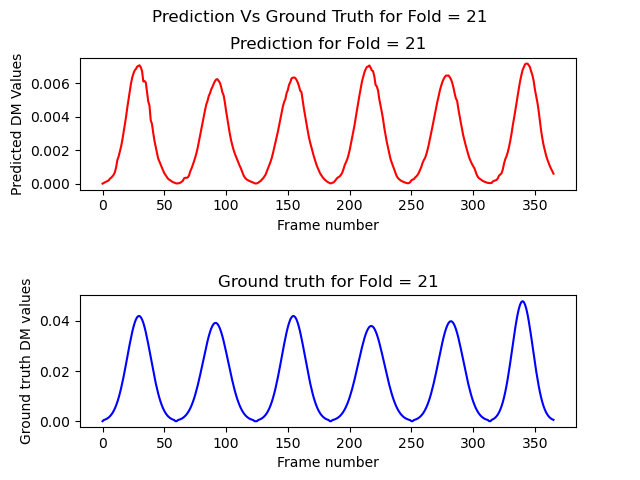 Prediction Vs Ground Truth for Fold = 21
Prediction for Fold = 21
Predicted DM Values
0.006
0.004
0.002
0.000
0 50 100 150 200 250 300 350
Frame number
Ground truth for Fold = 21
Ground truth DM values
0.04
0.02
0.00
0 50 100 150 200 250 300 350
Frame number